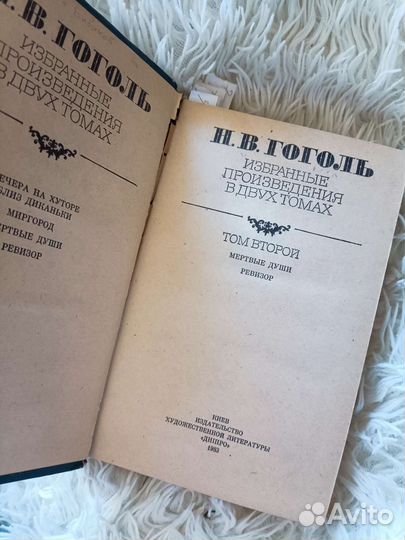 Н. В. ГОГОЛЬ
ИЗБРАННЫЕ
ПРОИЗВЕДЕНИЯ
В ДВУХ ТОМАХ
ЕЧЕРА НА ХУТОРЕ
БЛИЗ ДИКАНЬКИ
МИРГОРОД
МЕРТВЫЕ ДУШИ
РЕВИЗОР
Н. В. ГОГОЛЬ
ИЗБРАННЫЕ
ПРОИЗВЕДЕНИЯ
В ДВУХ ТОМАХ
ТОМ ВТОРОЙ
МЕРТВЫЕ ДУШИ
РЕВИЗОР
КИЕВ
ИЗДАТЕЛЬСТВО
ХУДОЖЕСТВЕННОЙ ЛИТЕРАТУРЫ
«ДНІПРО»
1983
Avito